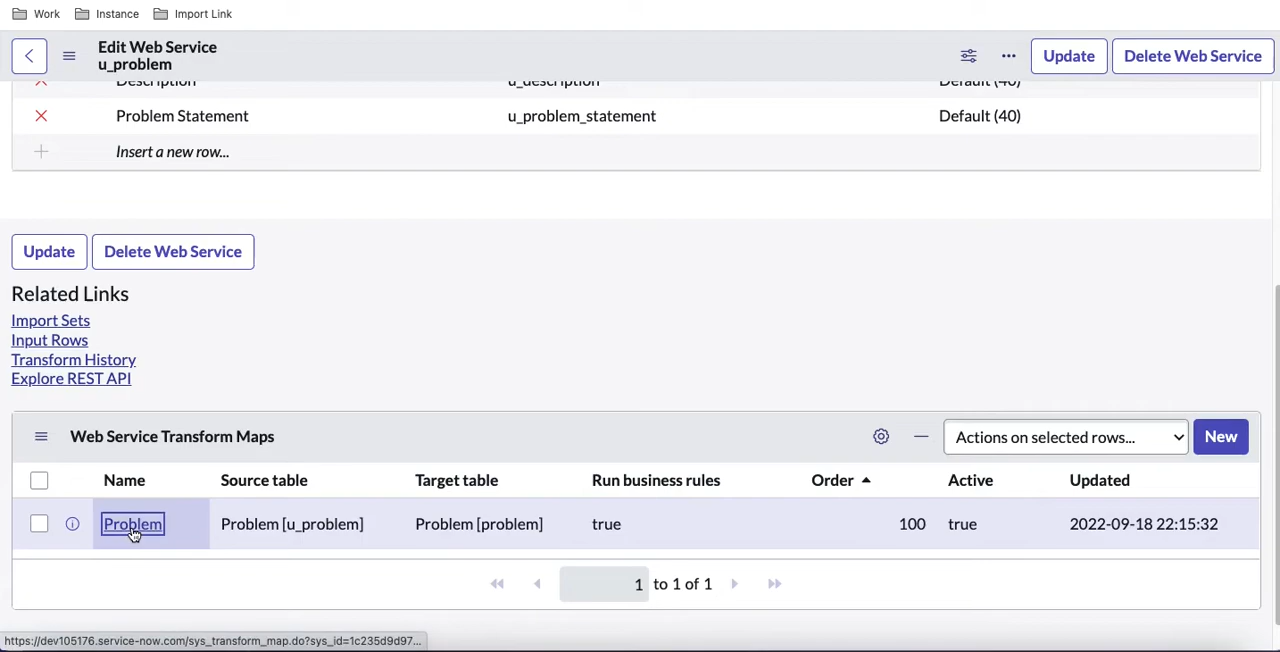 Work Instance Import Link
Edit Web Service
u_problem
Update Delete Web Service
Description u_description Default (40)
Problem Statement u_problem_statement Default (40)
Insert a new row...
Update Delete Web Service
Related Links
Import Sets
Input Rows
Transform History
Explore REST API
Web Service Transform Maps Actions on selected rows... New
Name Source table Target table Run business rules Order Active Updated
Problem Problem [u_problem] Problem [problem] true 100 true 2022-09-18 22:15:32
1 to 1 of 1
https://dev105176.service-now.com/sys_transform_map.do?sys_id=1c235d9d97...